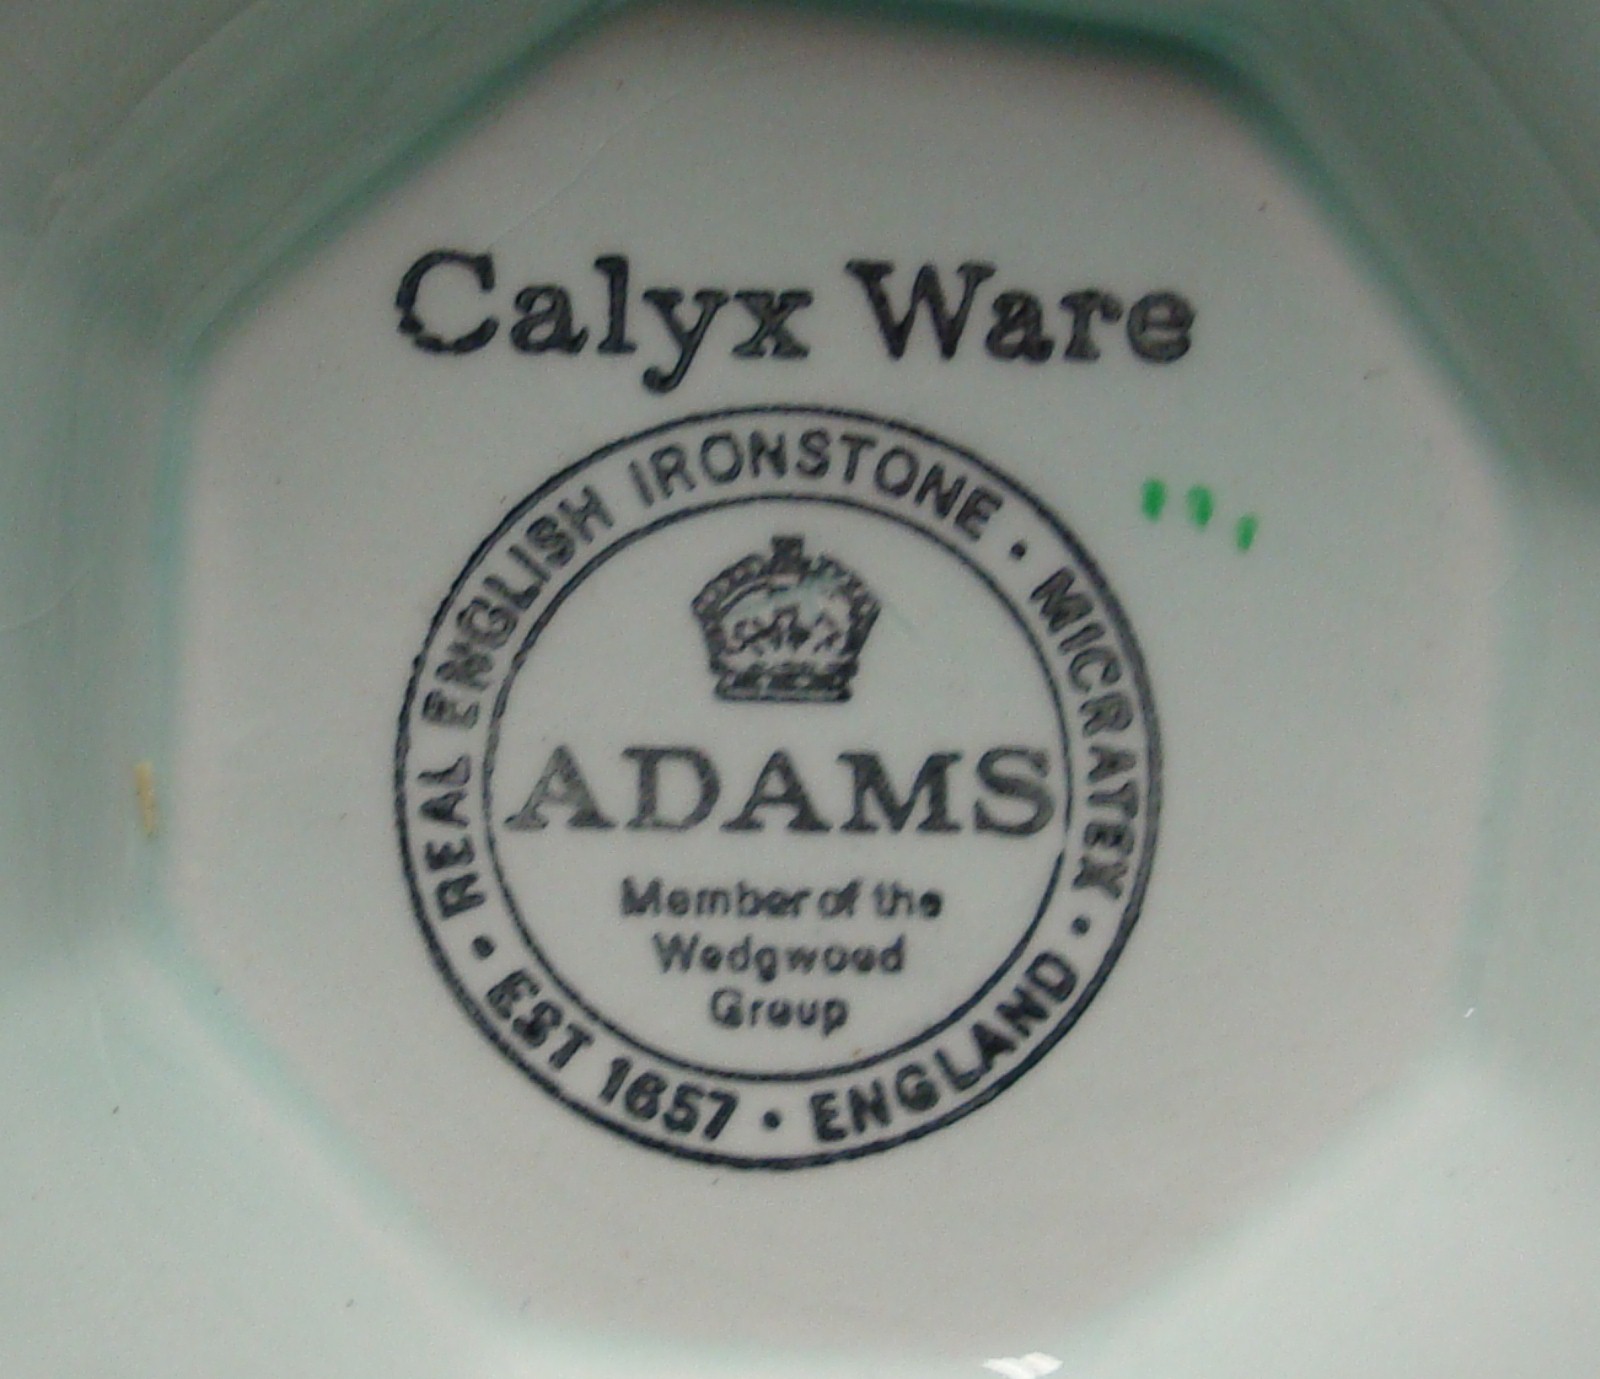 Calyx Ware
REAL ENGLISH IRONSTONE · MICRATEX · ENGLAND · EST 1657 ·
ADAMS
Member of the
Wedgwood
Group